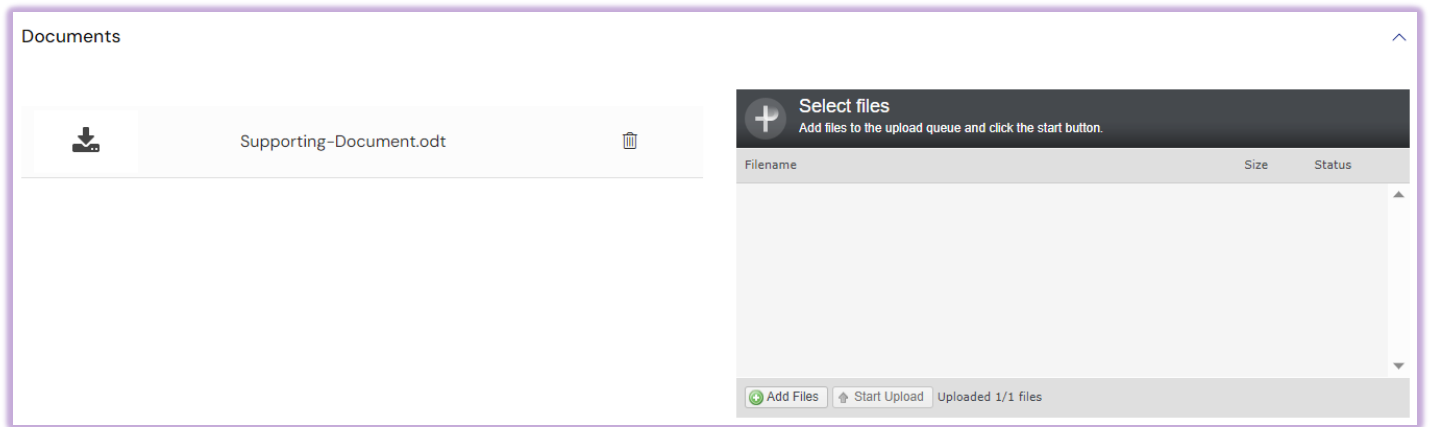 Documents
Supporting-Document.odt
Select files
Add files to the upload queue and click the start button.
Filename Size Status
Add Files Start Upload Uploaded 1/1 files